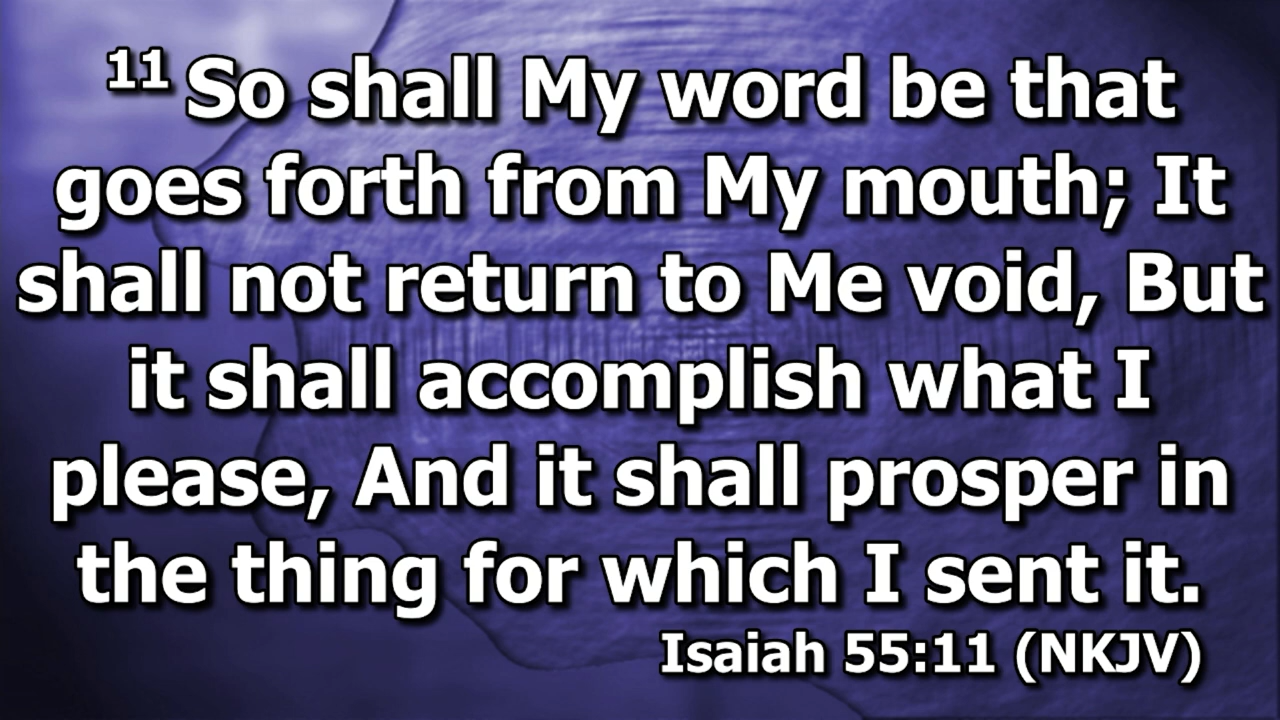 11 So shall My word be that
goes forth from My mouth; It
shall not return to Me void, But
it shall accomplish what I
please, And it shall prosper in
the thing for which I sent it.
Isaiah 55:11 (NKJV)